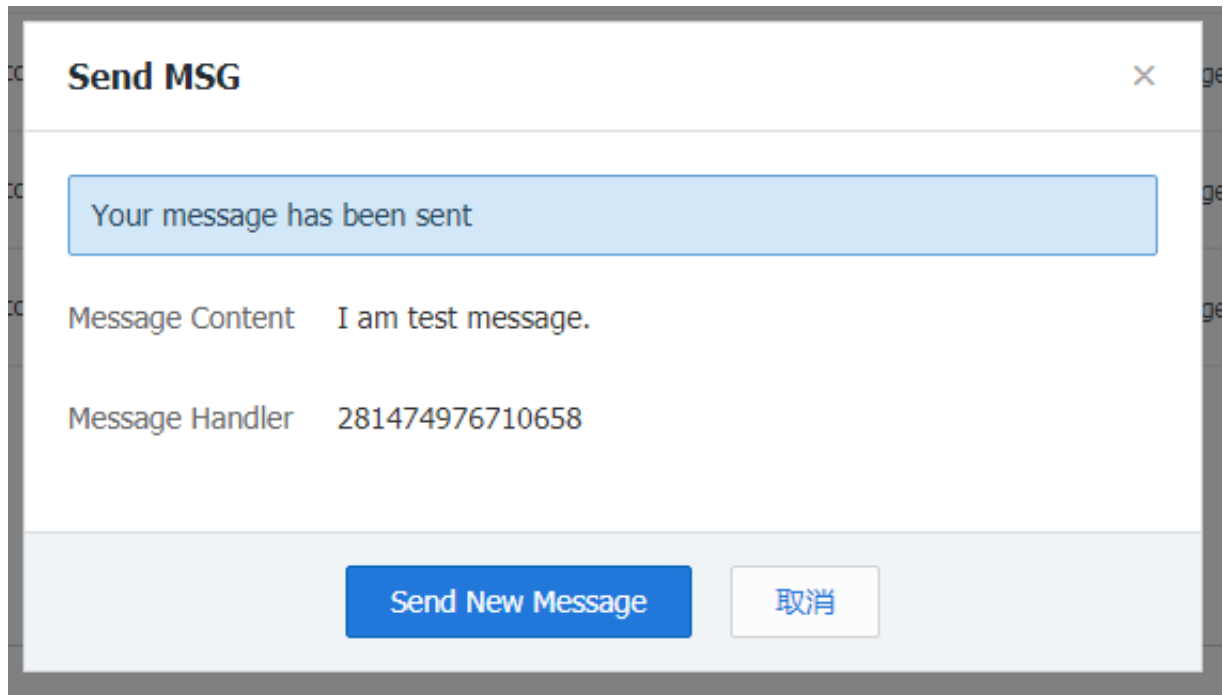 Send MSG
Your message has been sent
Message Content I am test message.
Message Handler 281474976710658
Send New Message 取消